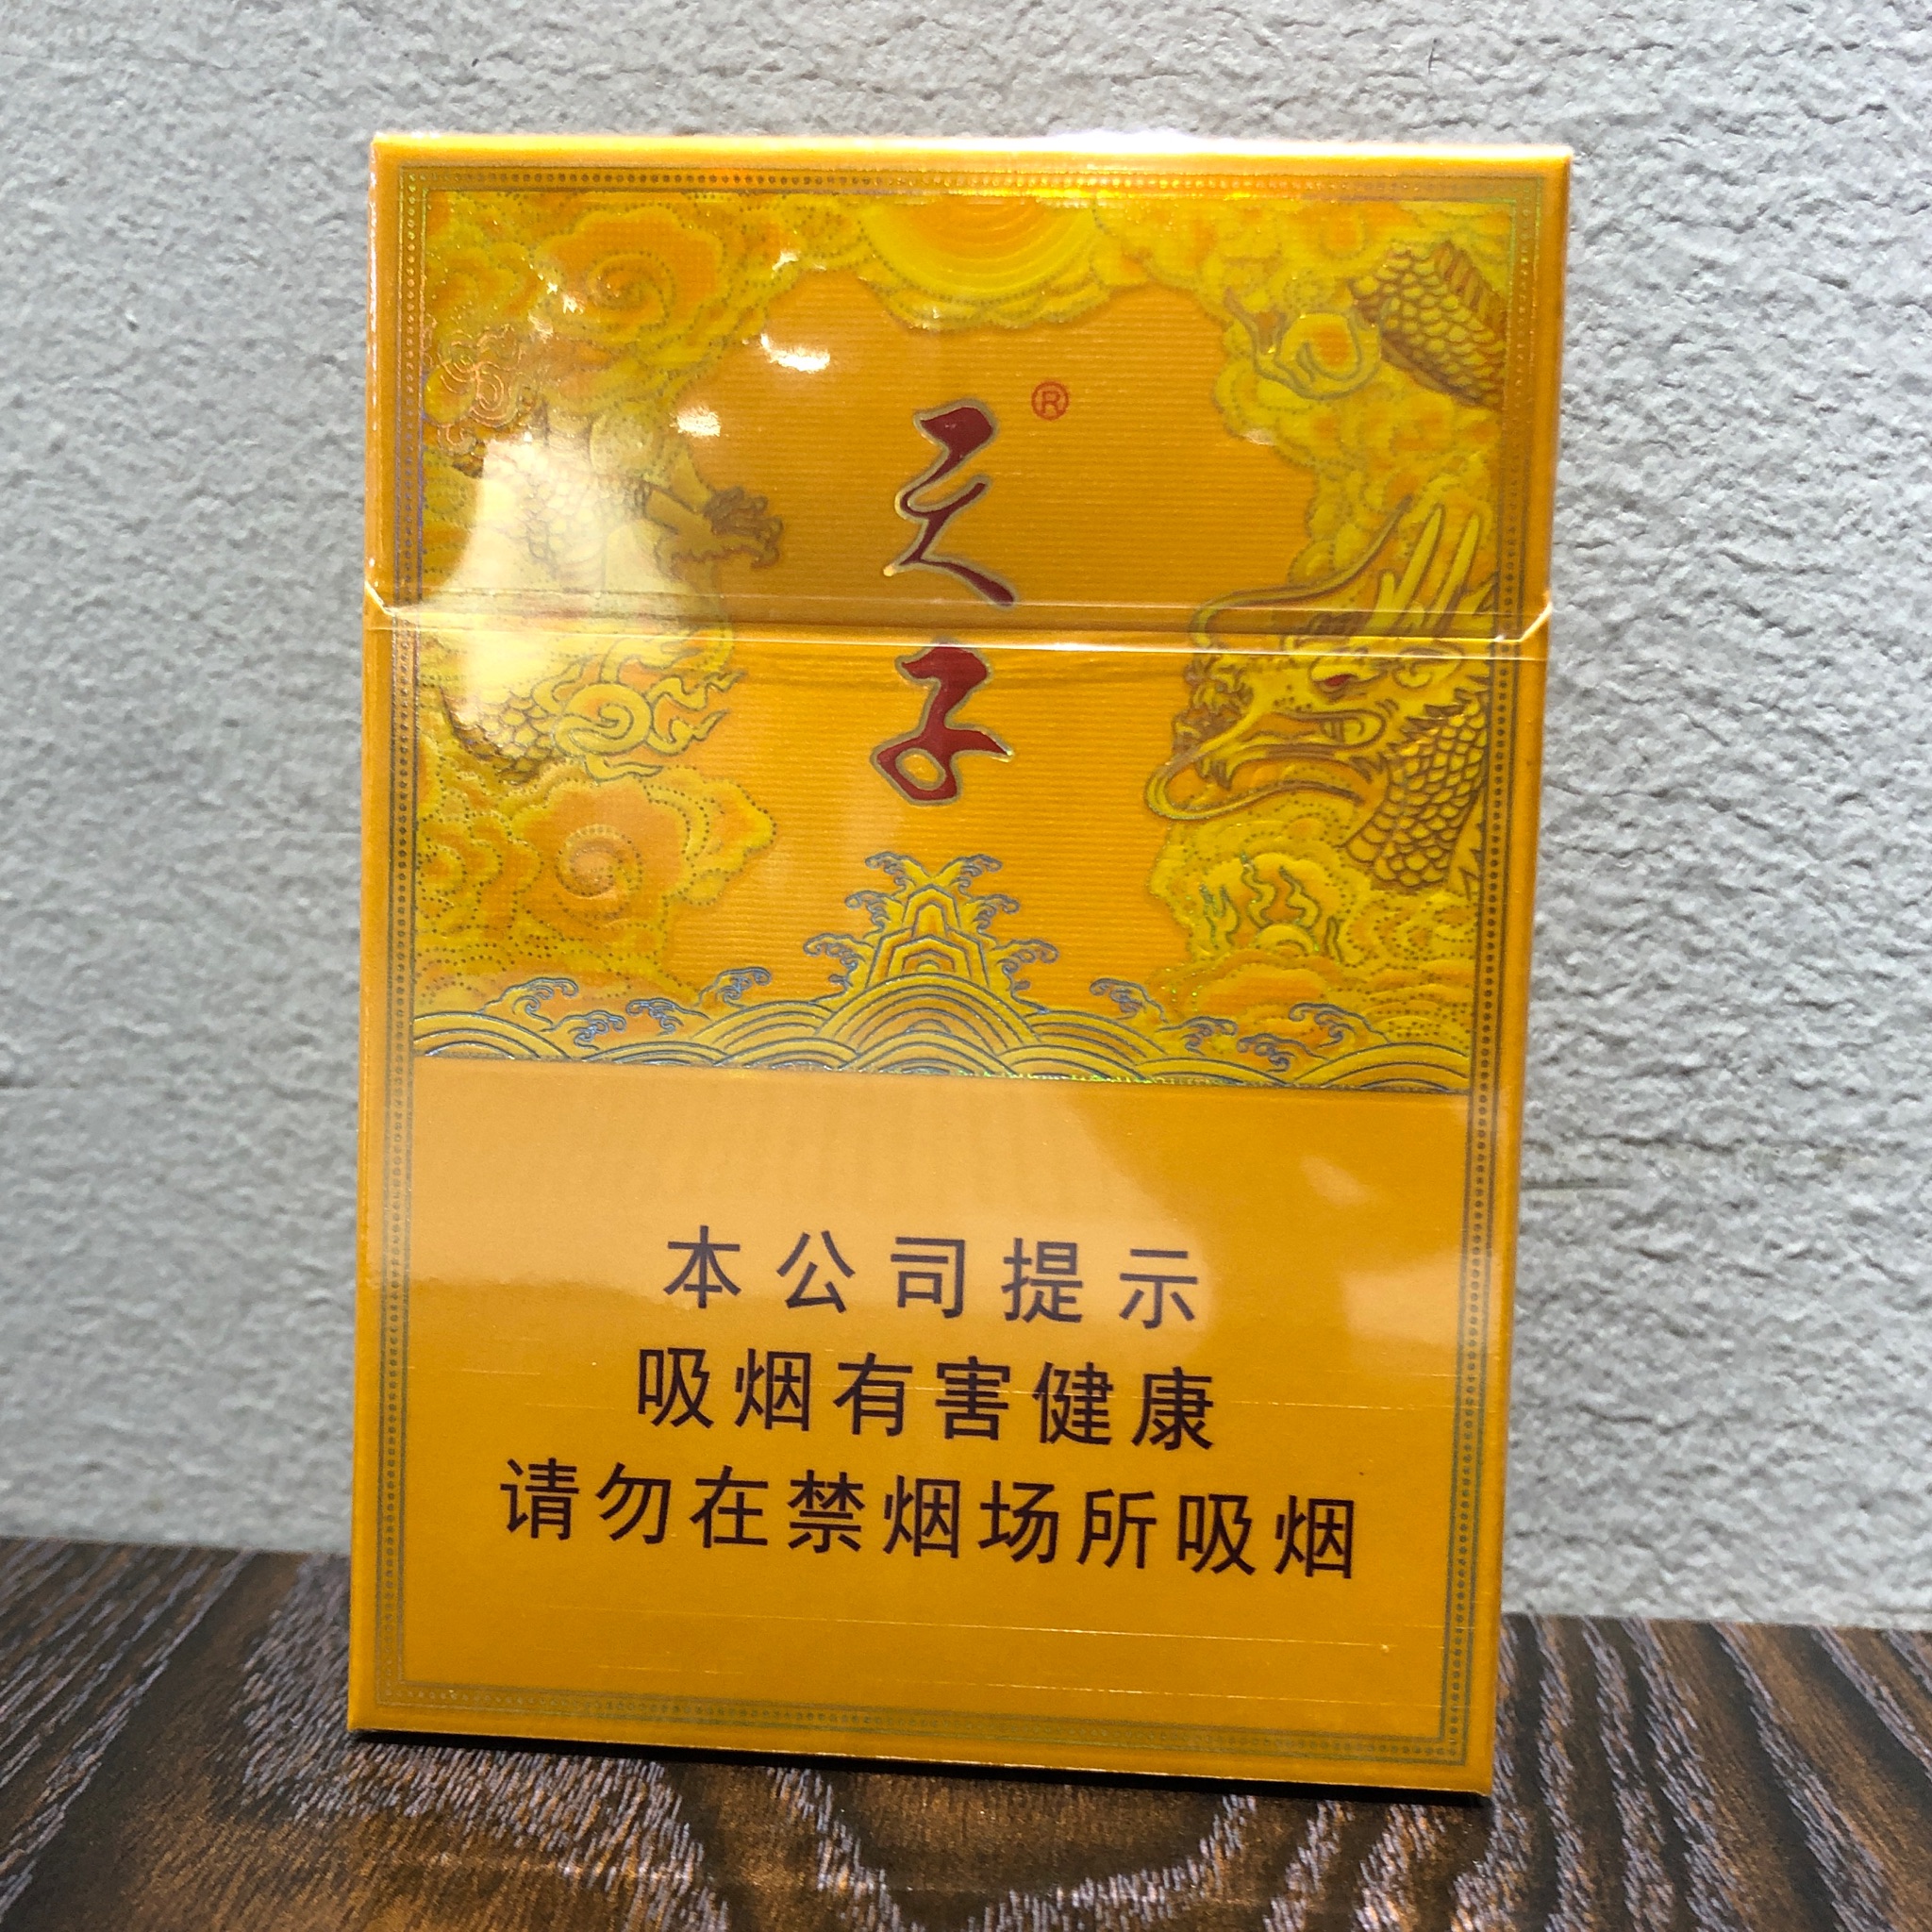 天子®
本公司提示
吸烟有害健康
请勿在禁烟场所吸烟